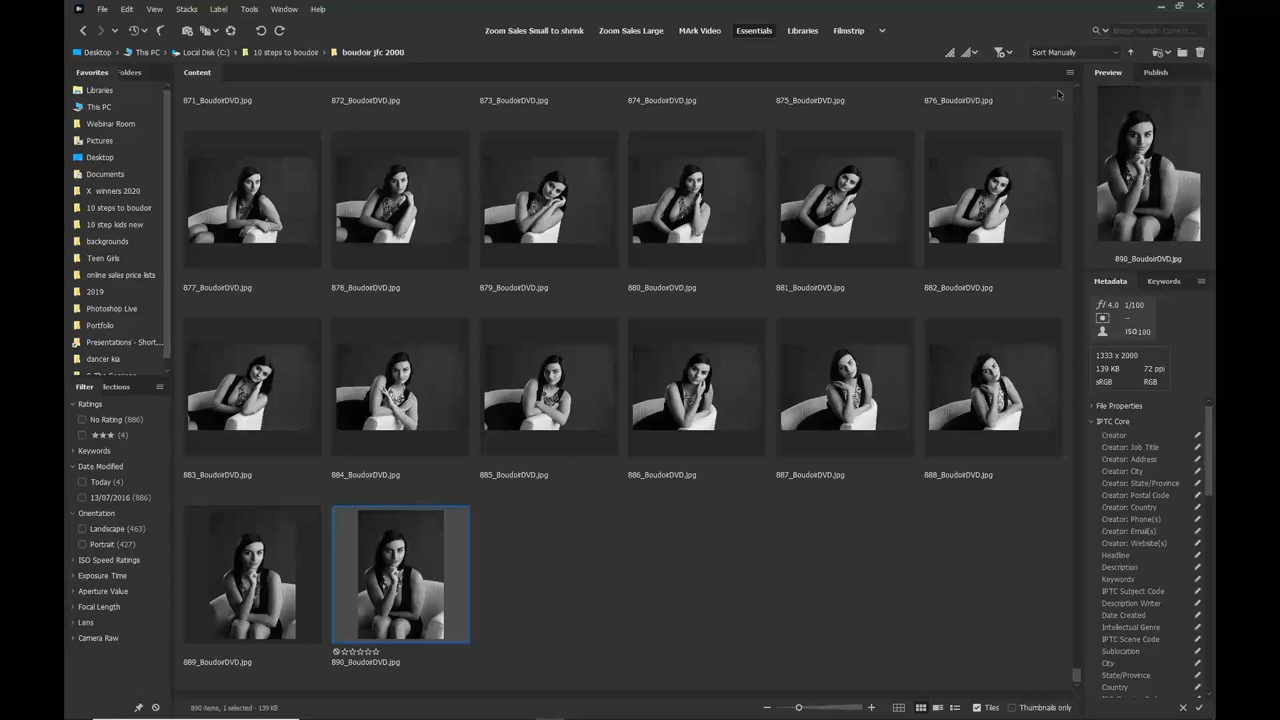 Br File Edit View Stacks Label Tools Window Help
Zoom Sales Small to shrink Zoom Sales Large MArk Video Essentials Libraries Filmstrip
Bridge Search: Current...
Desktop This PC Local Disk (C:) 10 steps to boudoir boudoir jfc 2000
Sort Manually
Favorites Folders
Content
Preview Publish
Libraries
This PC
Webinar Room
Pictures
Desktop
Documents
X winners 2020
10 steps to boudoir
10 step kids new
backgrounds
Teen Girls
online sales price lists
2019
Photoshop Live
Portfolio
Presentations - Short...
dancer kia
Filter llections
Ratings
No Rating (886)
★★★ (4)
Keywords
Date Modified
Today (4)
13/07/2016 (886)
Orientation
Landscape (463)
Portrait (427)
ISO Speed Ratings
Exposure Time
Aperture Value
Focal Length
Lens
Camera Raw
871_BoudoirDVD.jpg 872_BoudoirDVD.jpg 873_BoudoirDVD.jpg 874_BoudoirDVD.jpg 875_BoudoirDVD.jpg 876_BoudoirDVD.jpg
877_BoudoirDVD.jpg 878_BoudoirDVD.jpg 879_BoudoirDVD.jpg 880_BoudoirDVD.jpg 881_BoudoirDVD.jpg 882_BoudoirDVD.jpg
883_BoudoirDVD.jpg 884_BoudoirDVD.jpg 885_BoudoirDVD.jpg 886_BoudoirDVD.jpg 887_BoudoirDVD.jpg 888_BoudoirDVD.jpg
889_BoudoirDVD.jpg 890_BoudoirDVD.jpg
890 items, 1 selected - 139 KB
Tiles Thumbnails only
890_BoudoirDVD.jpg
Metadata Keywords
f/ 4.0 1/100
--
ISO100
1333 x 2000
139 KB 72 ppi
sRGB RGB
File Properties
IPTC Core
Creator
Creator: Job Title
Creator: Address
Creator: City
Creator: State/Province
Creator: Postal Code
Creator: Country
Creator: Phone(s)
Creator: Email(s)
Creator: Website(s)
Headline
Description
Keywords
IPTC Subject Code
Description Writer
Date Created
Intellectual Genre
IPTC Scene Code
Sublocation
City
State/Province
Country